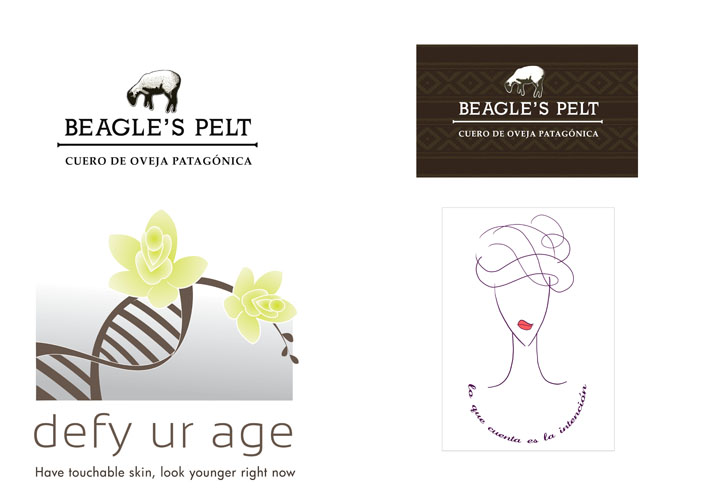 BEAGLE'S PELT
CUERO DE OVEJA PATAGÓNICA
BEAGLE'S PELT
CUERO DE OVEJA PATAGÓNICA
defy ur age
Have touchable skin, look younger right now
lo que cuenta es la intención